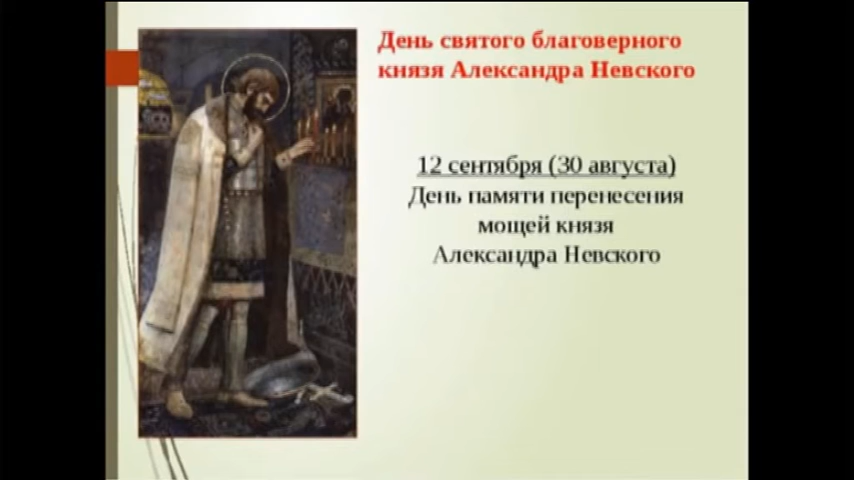 День святого благоверного
князя Александра Невского
12 сентября (30 августа)
День памяти перенесения
мощей князя
Александра Невского